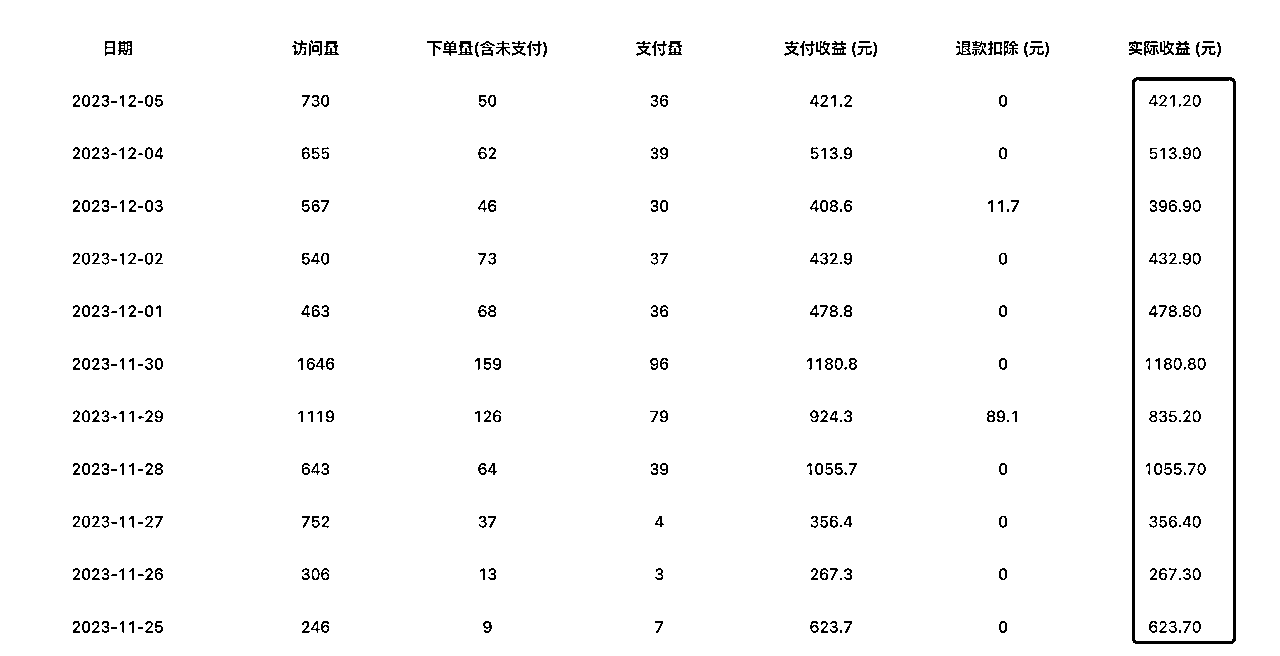 日期 访问量 下单量(含未支付) 支付量 支付收益 (元) 退款扣除 (元) 实际收益 (元)
2023-12-05 730 50 36 421.2 0 421.20
2023-12-04 655 62 39 513.9 0 513.90
2023-12-03 567 46 30 408.6 11.7 396.90
2023-12-02 540 73 37 432.9 0 432.90
2023-12-01 463 68 36 478.8 0 478.80
2023-11-30 1646 159 96 1180.8 0 1180.80
2023-11-29 1119 126 79 924.3 89.1 835.20
2023-11-28 643 64 39 1055.7 0 1055.70
2023-11-27 752 37 4 356.4 0 356.40
2023-11-26 306 13 3 267.3 0 267.30
2023-11-25 246 9 7 623.7 0 623.70